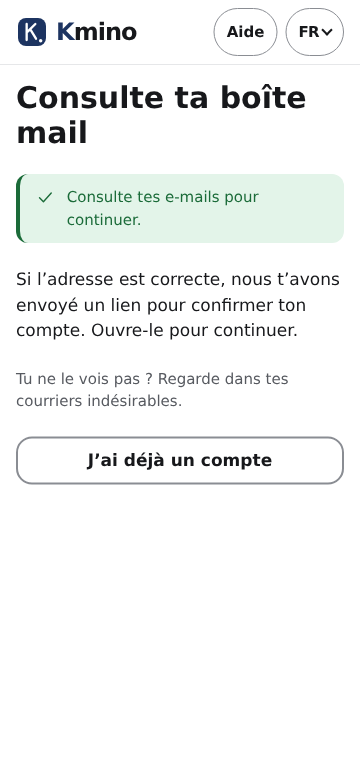 K. Kmino
Aide
FR
Consulte ta boîte
mail
Consulte tes e-mails pour
continuer.
Si l’adresse est correcte, nous t’avons
envoyé un lien pour confirmer ton
compte. Ouvre-le pour continuer.
Tu ne le vois pas ? Regarde dans tes
courriers indésirables.
J’ai déjà un compte